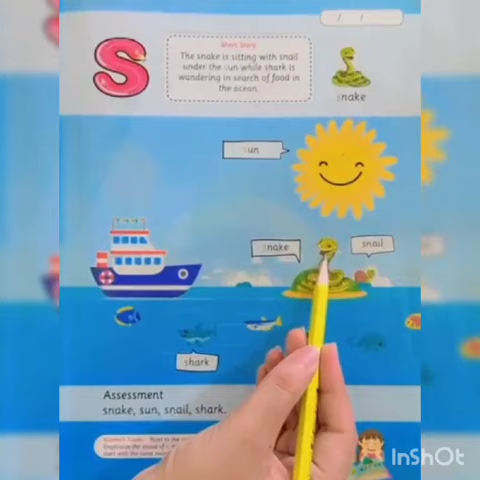 S
Short Story
The snake is sitting with snail
under the sun while shark is
wandering in search of food in
the ocean.
snake
sun
snake
snail
shark
Assessment
snake, sun, snail, shark.
InShOt